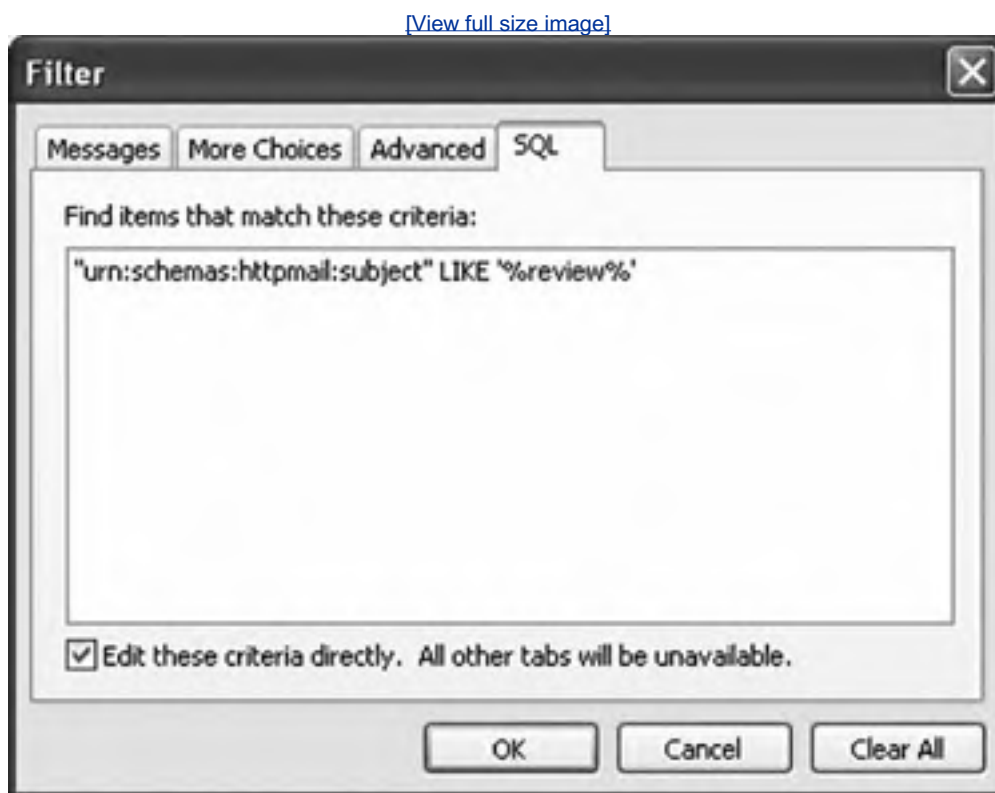 [View full size image]
Filter
Messages More Choices Advanced SQL
Find items that match these criteria:
"urn:schemas:httpmail:subject" LIKE '%review%'
Edit these criteria directly. All other tabs will be unavailable.
OK Cancel Clear All